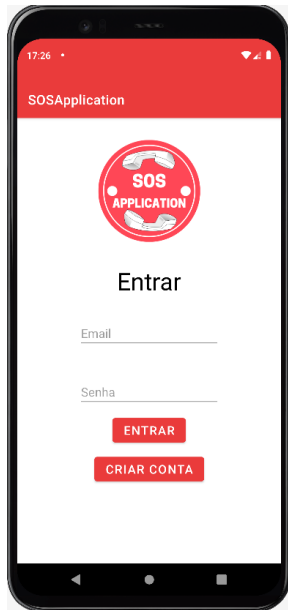 17:26
SOSApplication
SOS
APPLICATION
Entrar
Email
Senha
ENTRAR
CRIAR CONTA